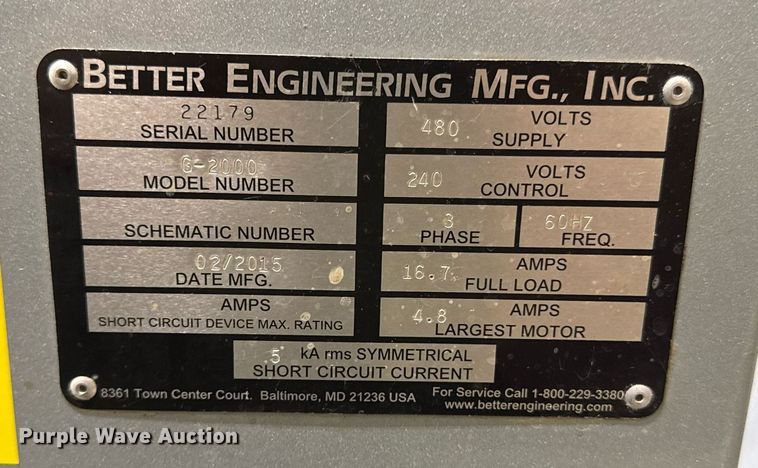 BETTER ENGINEERING MFG., INC.
22179
SERIAL NUMBER
480 VOLTS
SUPPLY
G-2000
MODEL NUMBER
240 VOLTS
CONTROL
SCHEMATIC NUMBER
3
PHASE
60HZ
FREQ.
02/2015
DATE MFG.
16.7 AMPS
FULL LOAD
AMPS
SHORT CIRCUIT DEVICE MAX. RATING
4.8 AMPS
LARGEST MOTOR
5 kA rms SYMMETRICAL
SHORT CIRCUIT CURRENT
8361 Town Center Court. Baltimore, MD 21236 USA
For Service Call 1-800-229-3380
www.betterengineering.com
Purple Wave Auction